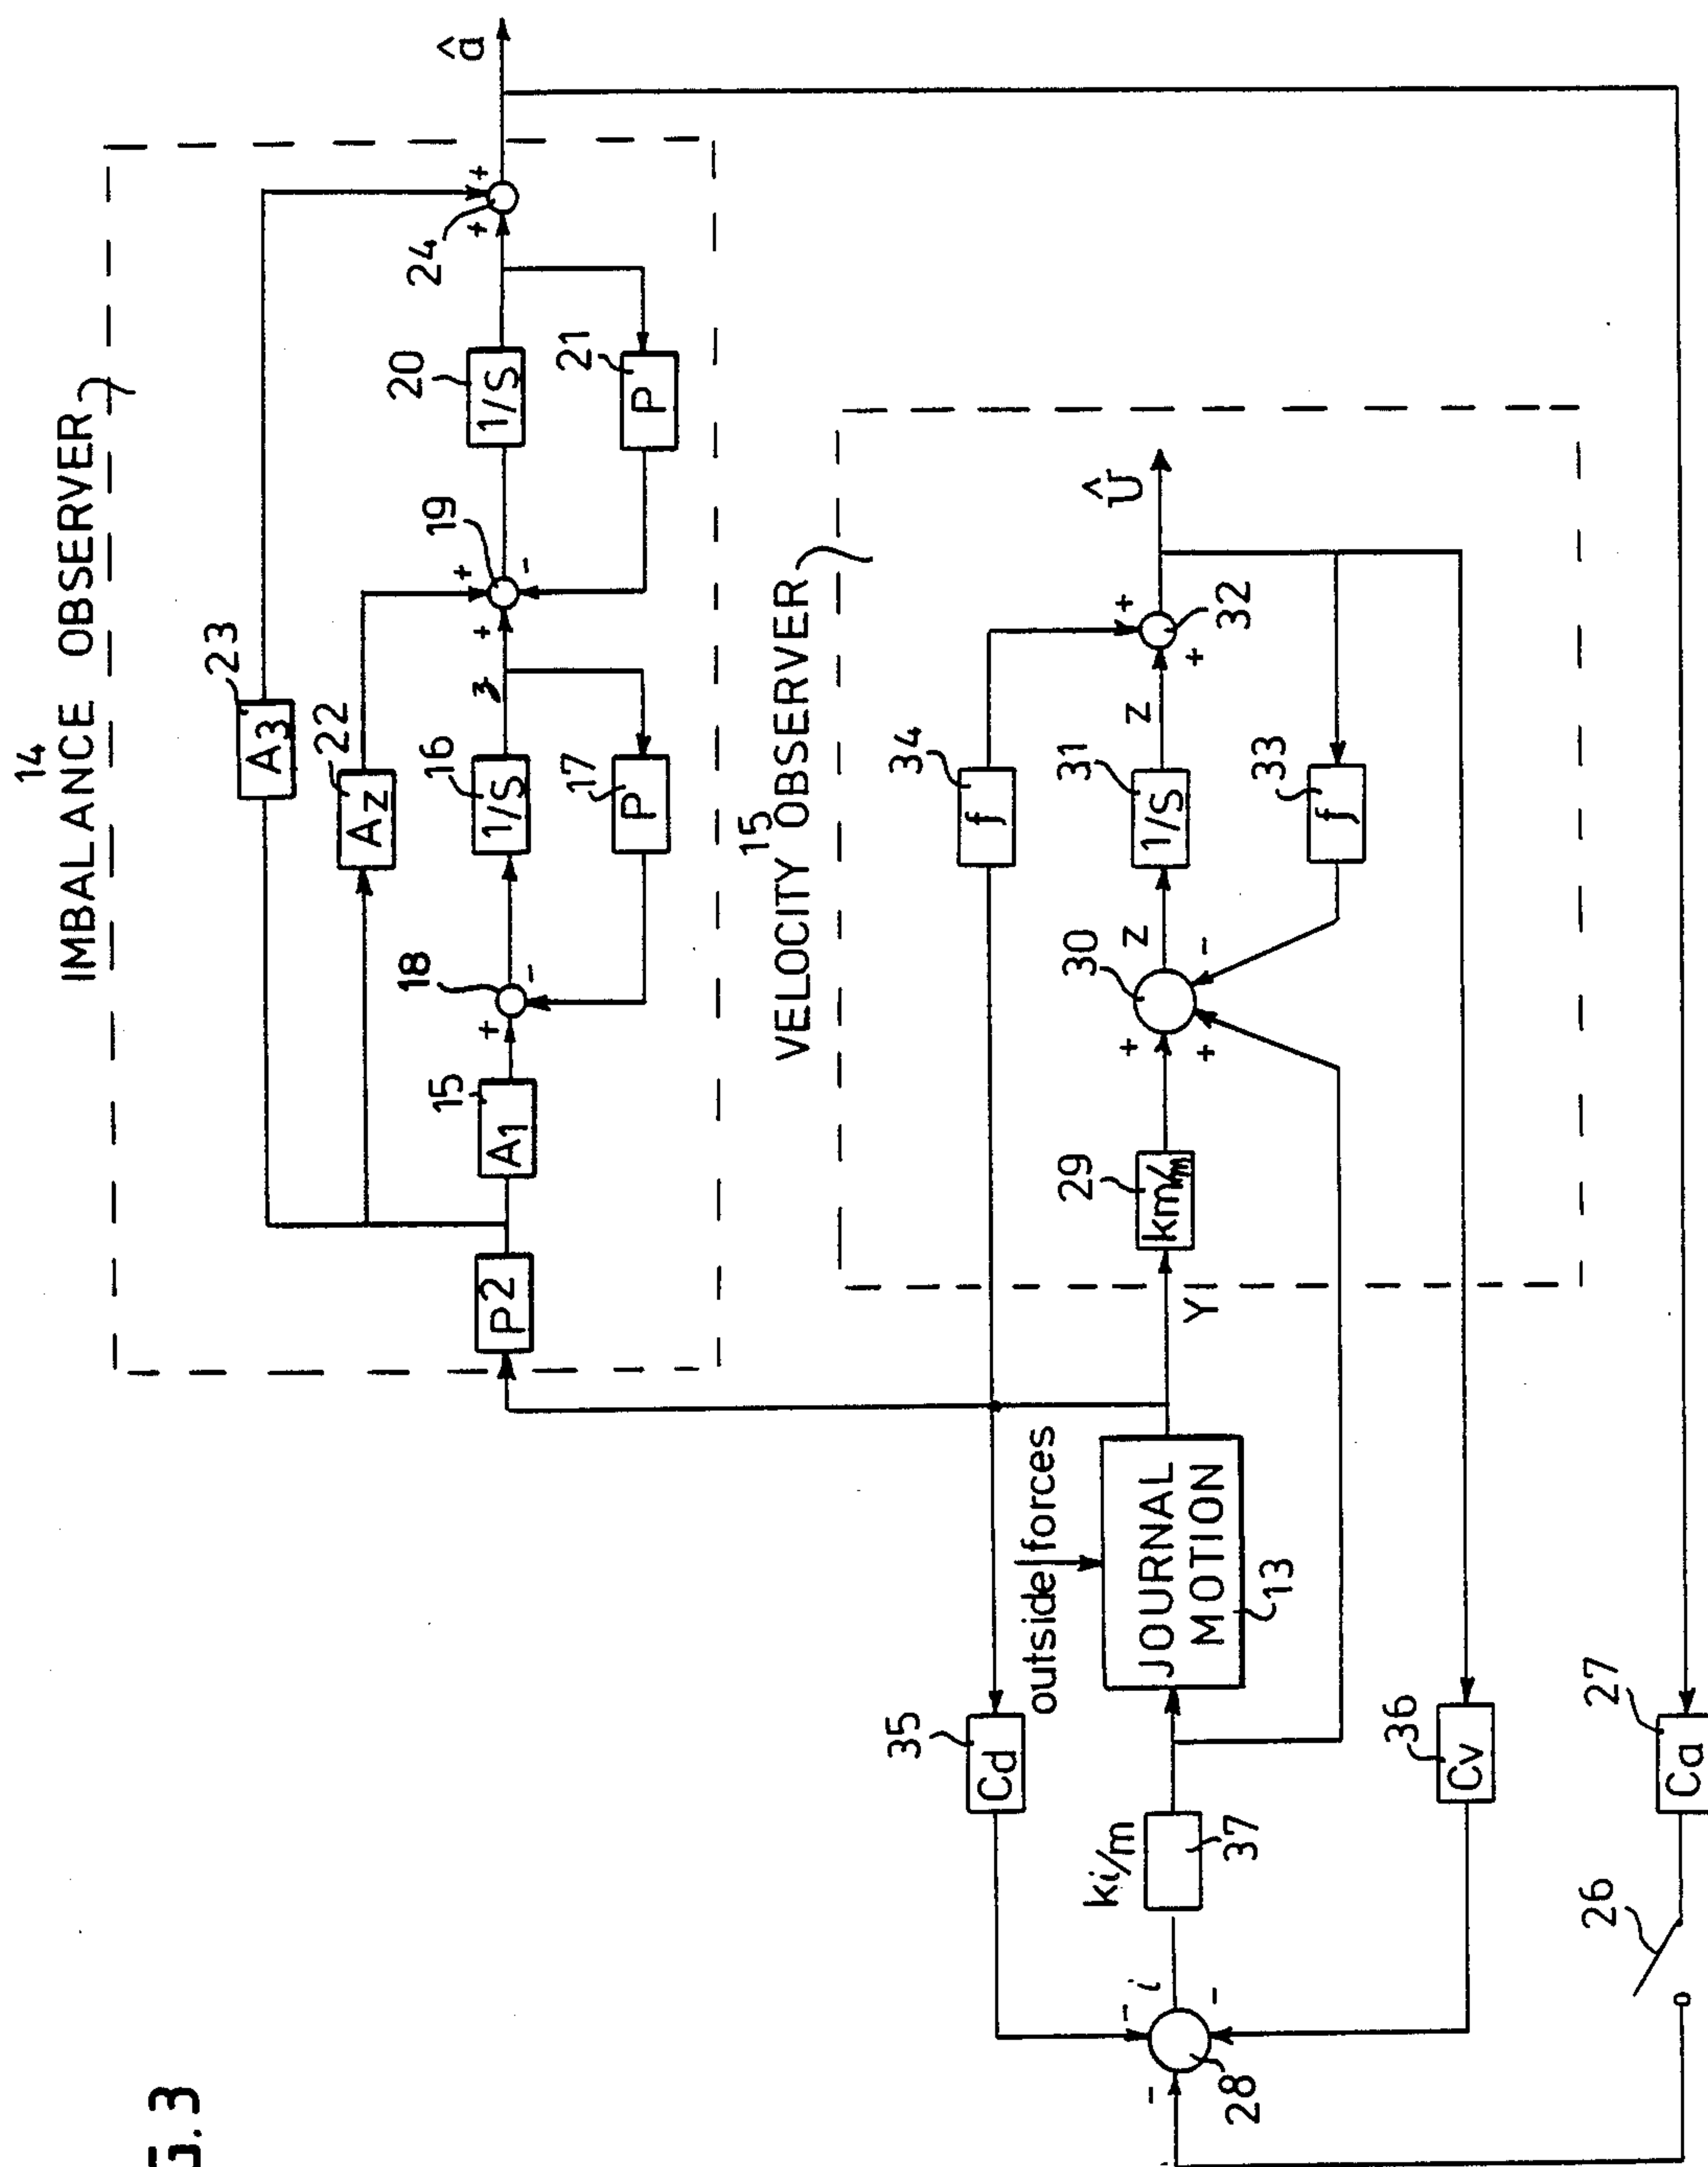 14
IMBALANCE OBSERVER
23
A3
22
Az
+
+
24
+
â
P2
15
A1
+
18
-
16
1/S
17
P
z
+
19
+
-
20
1/S
21
P
15
VELOCITY OBSERVER
34
f
29
km/m
Y
30
+
+
-
Z
31
1/S
Z
33
f
+
+
32
Û
35
Cd
outside forces
JOURNAL
MOTION
13
ki/m
37
i
-
-
-
28
36
Cv
27
Ca
26
G.3